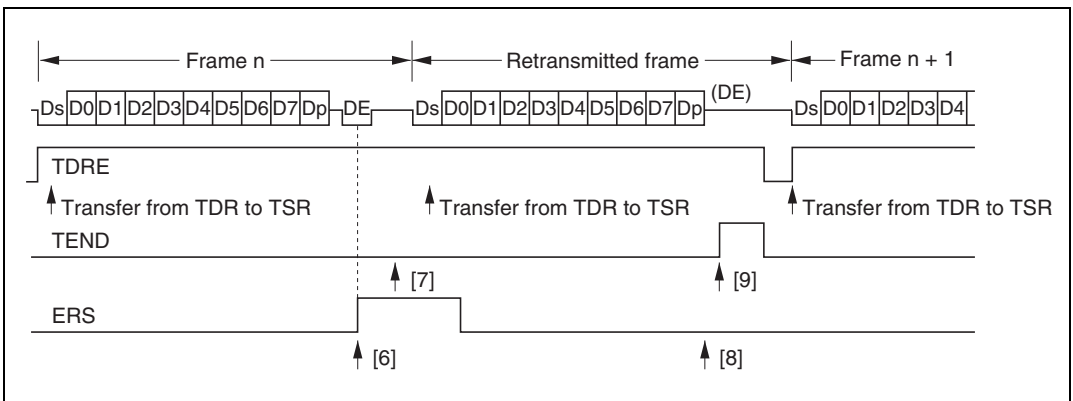 Frame n Retransmitted frame Frame n + 1
Ds D0 D1 D2 D3 D4 D5 D6 D7 Dp DE Ds D0 D1 D2 D3 D4 D5 D6 D7 Dp (DE) Ds D0 D1 D2 D3 D4
TDRE
Transfer from TDR to TSR Transfer from TDR to TSR Transfer from TDR to TSR
TEND
[7] [9]
ERS
[6] [8]